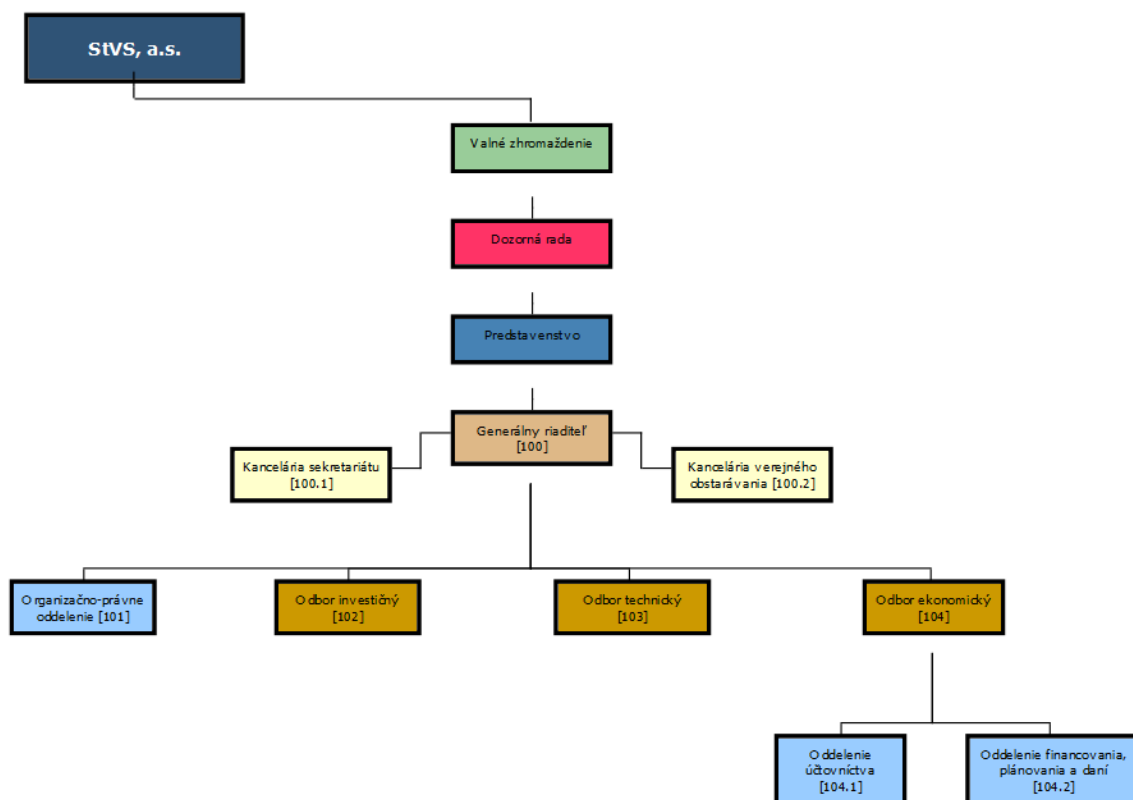 StVS, a.s.
Valné zhromaždenie
Dozorná rada
Predstavenstvo
Generálny riaditeľ
[100]
Kancelária sekretariátu
[100.1]
Kancelária verejného
obstarávania [100.2]
Organizačno-právne
oddelenie [101]
Odbor investičný
[102]
Odbor technický
[103]
Odbor ekonomický
[104]
Oddelenie
účtovníctva
[104.1]
Oddelenie financovania,
plánovania a daní
[104.2]